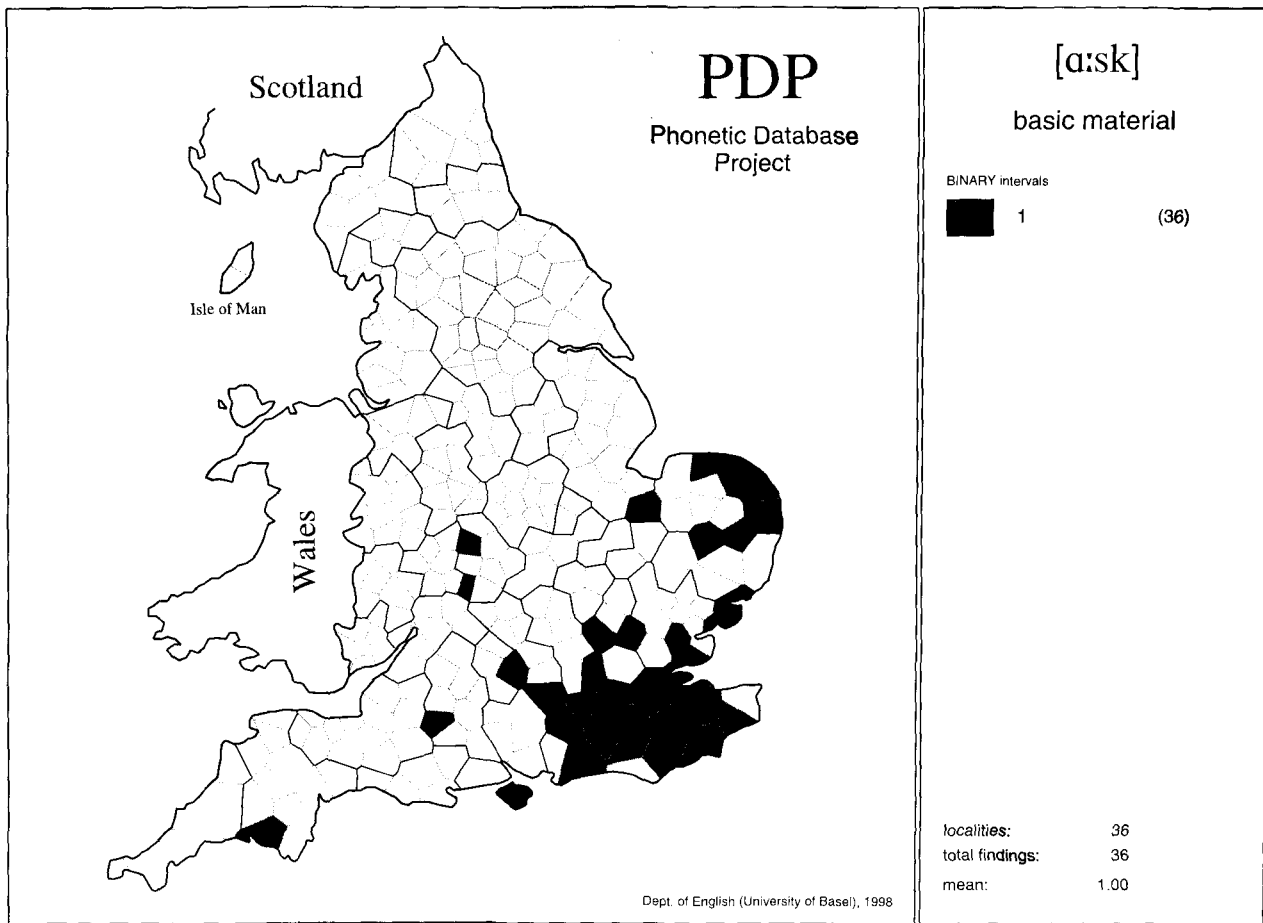 Scotland
PDP
Phonetic Database
Project
Isle of Man
Wales
Dept. of English (University of Basel), 1998
[ɑːsk]
basic material
BINARY intervals
1 (36)
localities: 36
total findings: 36
mean: 1.00